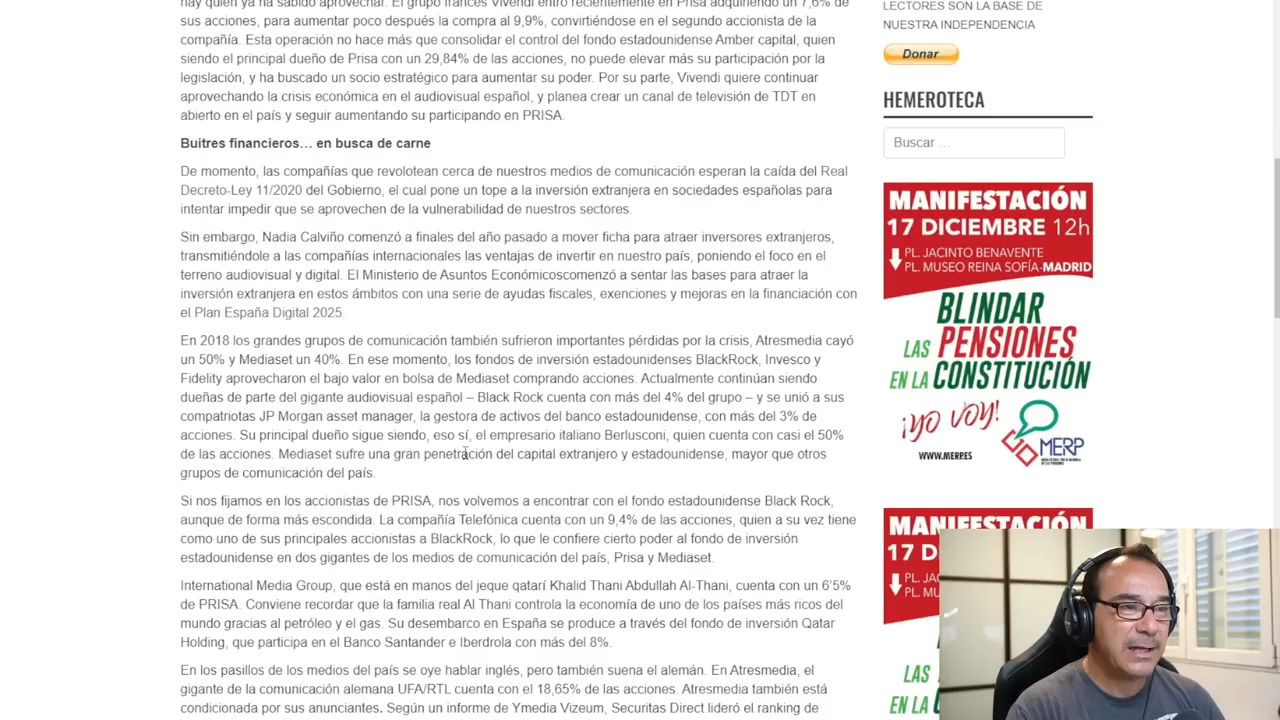 hay quien ya ha sabido aprovechar. El grupo francés Vivendi entró recientemente en Prisa adquiriendo un 7,6% de
sus acciones, para aumentar poco después la compra al 9,9%, convirtiéndose en el segundo accionista de la
compañía. Esta operación no hace más que consolidar el control del fondo estadounidense Amber capital, quien
siendo el principal dueño de Prisa con un 29,84% de las acciones, no puede elevar más su participación por la
legislación, y ha buscado un socio estratégico para aumentar su poder. Por su parte, Vivendi quiere continuar
aprovechando la crisis económica en el audiovisual español, y planea crear un canal de televisión de TDT en
abierto en el país y seguir aumentando su participando en PRISA.
Buitres financieros… en busca de carne
De momento, las compañías que revolotean cerca de nuestros medios de comunicación esperan la caída del Real
Decreto-Ley 11/2020 del Gobierno, el cual pone un tope a la inversión extranjera en sociedades españolas para
intentar impedir que se aprovechen de la vulnerabilidad de nuestros sectores.
Sin embargo, Nadia Calviño comenzó a finales del año pasado a mover ficha para atraer inversores extranjeros,
transmitiéndole a las compañías internacionales las ventajas de invertir en nuestro país, poniendo el foco en el
terreno audiovisual y digital. El Ministerio de Asuntos Económicoscomenzó a sentar las bases para atraer la
inversión extranjera en estos ámbitos con una serie de ayudas fiscales, exenciones y mejoras en la financiación con
el Plan España Digital 2025.
En 2018 los grandes grupos de comunicación también sufrieron importantes pérdidas por la crisis, Atresmedia cayó
un 50% y Mediaset un 40%. En ese momento, los fondos de inversión estadounidenses BlackRock, Invesco y
Fidelity aprovecharon el bajo valor en bolsa de Mediaset comprando acciones. Actualmente continúan siendo
dueñas de parte del gigante audiovisual español – Black Rock cuenta con más del 4% del grupo – y se unió a sus
compatriotas JP Morgan asset manager, la gestora de activos del banco estadounidense, con más del 3% de
acciones. Su principal dueño sigue siendo, eso sí, el empresario italiano Berlusconi, quien cuenta con casi el 50%
de las acciones. Mediaset sufre una gran penetración del capital extranjero y estadounidense, mayor que otros
grupos de comunicación del país.
Si nos fijamos en los accionistas de PRISA, nos volvemos a encontrar con el fondo estadounidense Black Rock,
aunque de forma más escondida. La compañía Telefónica cuenta con un 9,4% de las acciones, quien a su vez tiene
como uno de sus principales accionistas a BlackRock, lo que le confiere cierto poder al fondo de inversión
estadounidense en dos gigantes de los medios de comunicación del país, Prisa y Mediaset.
International Media Group, que está en manos del jeque qatarí Khalid Thani Abdullah Al-Thani, cuenta con un 6'5%
de PRISA. Conviene recordar que la familia real Al Thani controla la economía de uno de los países más ricos del
mundo gracias al petróleo y el gas. Su desembarco en España se produce a través del fondo de inversión Qatar
Holding, que participa en el Banco Santander e Iberdrola con más del 8%.
En los pasillos de los medios del país se oye hablar inglés, pero también suena el alemán. En Atresmedia, el
gigante de la comunicación alemana UFA/RTL cuenta con el 18,65% de las acciones. Atresmedia también está
condicionada por sus anunciantes. Según un informe de Ymedia Vizeum, Securitas Direct lideró el ranking de
LECTORES SON LA BASE DE
NUESTRA INDEPENDENCIA
Donar
HEMEROTECA
Buscar …
MANIFESTACIÓN
17 DICIEMBRE 12h
PL. JACINTO BENAVENTE
PL. MUSEO REINA SOFÍA-MADRID
BLINDAR
LAS PENSIONES
EN LA CONSTITUCIÓN
¡YO VOY!
MERP
WWW.MERP.ES
MANIFESTACIÓN
17 D
PL. JAC
PL. MU
LAS
EN LA C